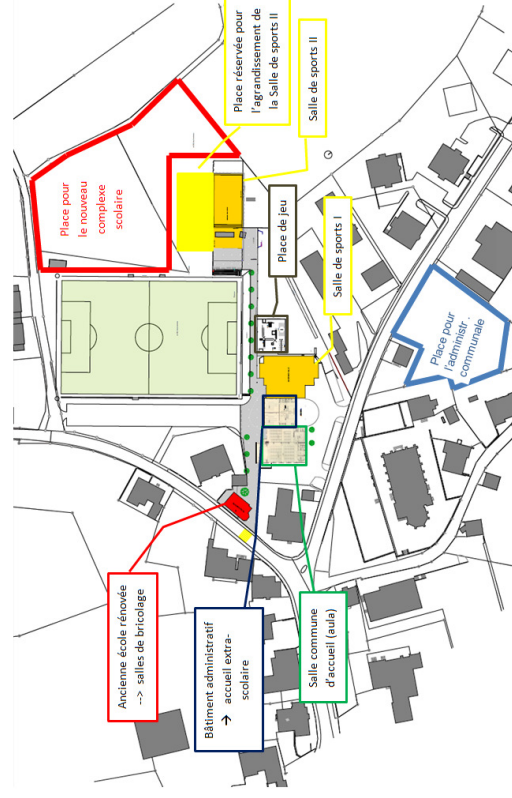 Place réservée pour
l'agrandissement de
la Salle de sports II
Salle de sports II
Place pour
le nouveau
complexe
scolaire
Place de jeu
Salle de sports I
Place pour
l'administr.
communale
Ancienne école rénovée
--> salles de bricolage
Bâtiment administratif
→ accueil extra-
scolaire
Salle commune
d'accueil (aula)